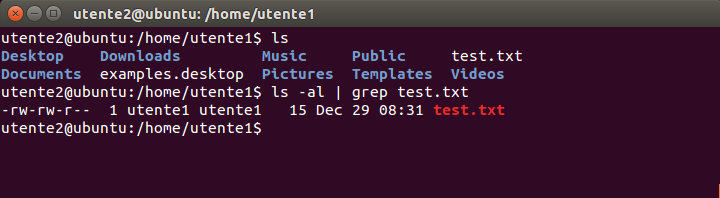 utente2@ubuntu: /home/utente1
utente2@ubuntu:/home/utente1$ ls
Desktop    Downloads         Music     Public     test.txt
Documents  examples.desktop  Pictures  Templates  Videos
utente2@ubuntu:/home/utente1$ ls -al | grep test.txt
-rw-rw-r--  1 utente1 utente1   15 Dec 29 08:31 test.txt
utente2@ubuntu:/home/utente1$